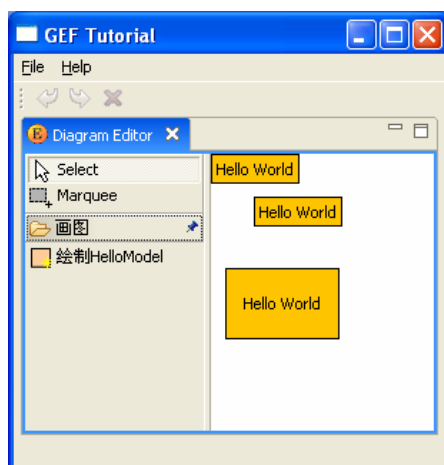 GEF Tutorial
File Help
Diagram Editor
Select
Marquee
画图
绘制HelloModel
Hello World
Hello World
Hello World